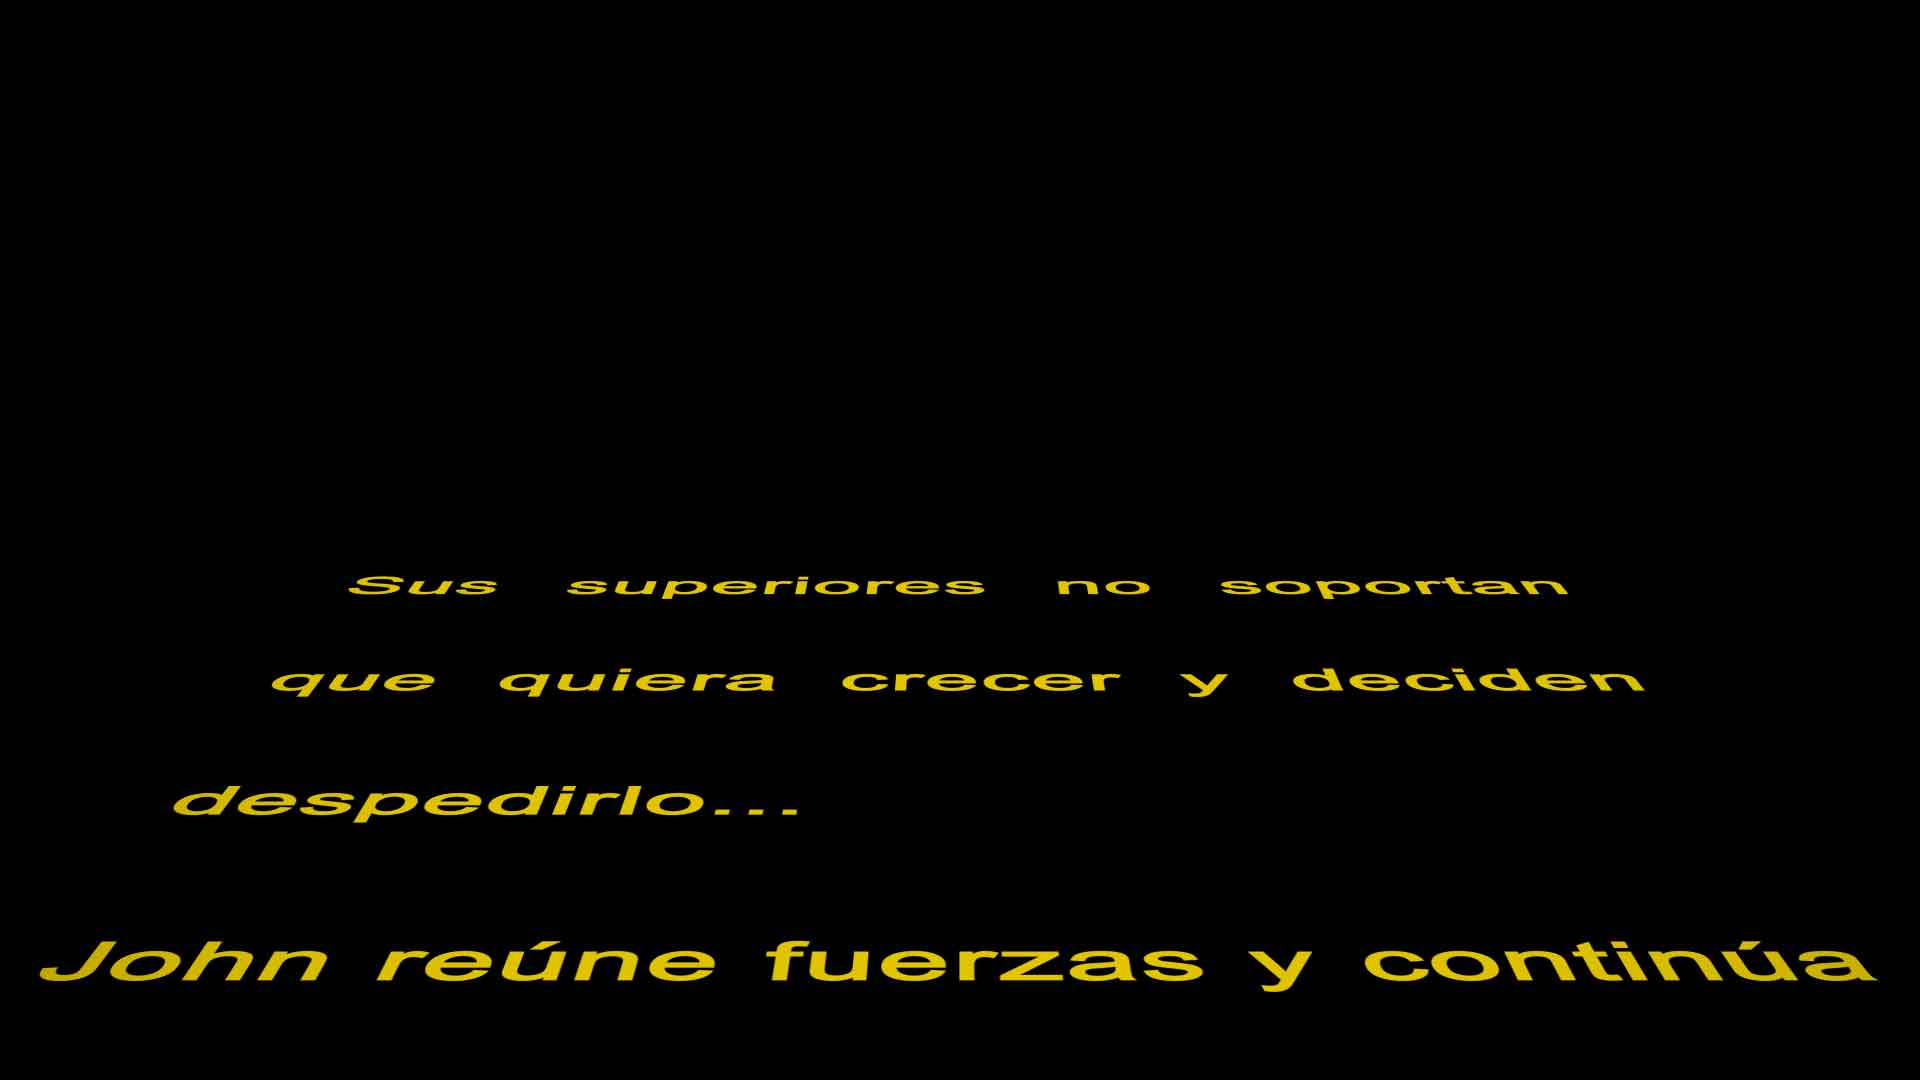 Sus superiores no soportan
que quiera crecer y deciden
despedirlo...
John reúne fuerzas y continúa